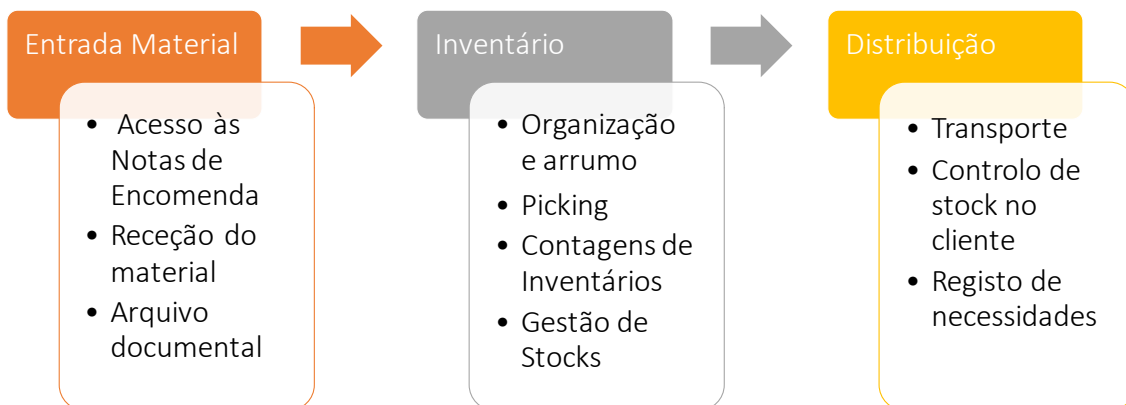 Entrada Material
• Acesso às
Notas de
Encomenda
• Receção do
material
• Arquivo
documental
Inventário
• Organização
e arrumo
• Picking
• Contagens de
Inventários
• Gestão de
Stocks
Distribuição
• Transporte
• Controlo de
stock no
cliente
• Registo de
necessidades